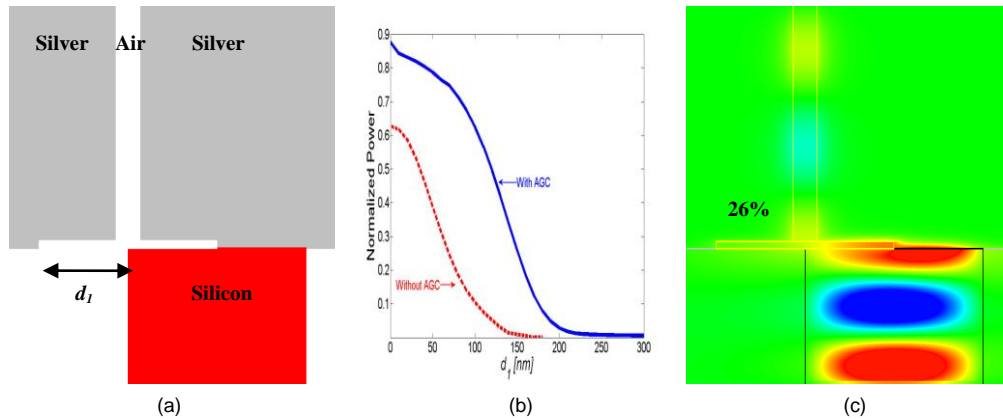 Silver Air Silver
d1
Silicon
(a)
Normalized Power
0.9
0.8
0.7
0.6
0.5
0.4
0.3
0.2
0.1
With AGC
Without AGC
0 50 100 150 200 250 300
d1 [nm]
(b)
26%
(c)